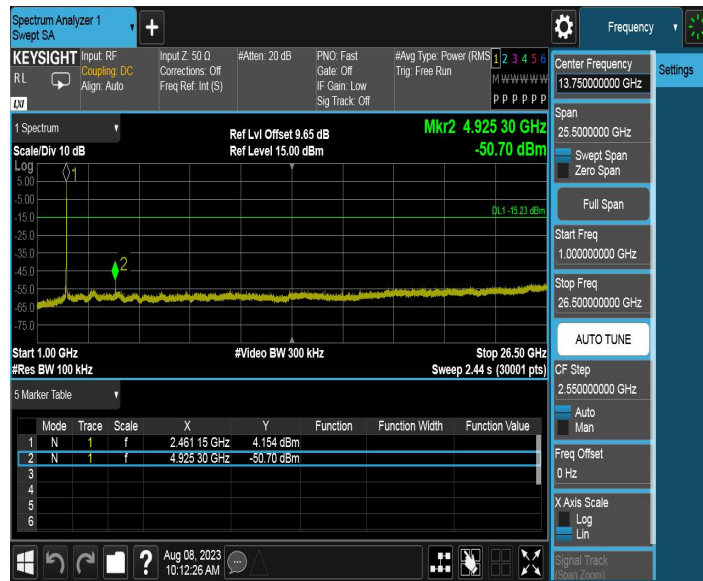 Spectrum Analyzer 1
Swept SA
Frequency
KEYSIGHT
RL
LXI
Input: RF
Coupling: DC
Align: Auto
Input Z: 50 Ω
Corrections: Off
Freq Ref: Int (S)
#Atten: 20 dB
PNO: Fast
Gate: Off
IF Gain: Low
Sig Track: Off
#Avg Type: Power (RMS
Trig: Free Run
1 2 3 4 5 6
M W W W W W
P P P P P P
Center Frequency
13.750000000 GHz
Settings
Span
25.5000000 GHz
Swept Span
Zero Span
Full Span
Start Freq
1.000000000 GHz
Stop Freq
26.500000000 GHz
AUTO TUNE
CF Step
2.550000000 GHz
Auto
Man
Freq Offset
0 Hz
X Axis Scale
Log
Lin
Signal Track
(Span Zoom)
1 Spectrum
Scale/Div 10 dB
Ref Lvl Offset 9.65 dB
Ref Level 15.00 dBm
Mkr2 4.925 30 GHz
-50.70 dBm
Log
5.00
-5.00
-15.0
-25.0
-35.0
-45.0
-55.0
-65.0
-75.0
1
2
DL1 -15.23 dBm
Start 1.00 GHz
#Res BW 100 kHz
#Video BW 300 kHz
Stop 26.50 GHz
Sweep 2.44 s (30001 pts)
5 Marker Table
Mode Trace Scale X Y Function Function Width Function Value
1 N 1 f 2.461 15 GHz 4.154 dBm
2 N 1 f 4.925 30 GHz -50.70 dBm
3
4
5
6
?
Aug 08, 2023
10:12:26 AM